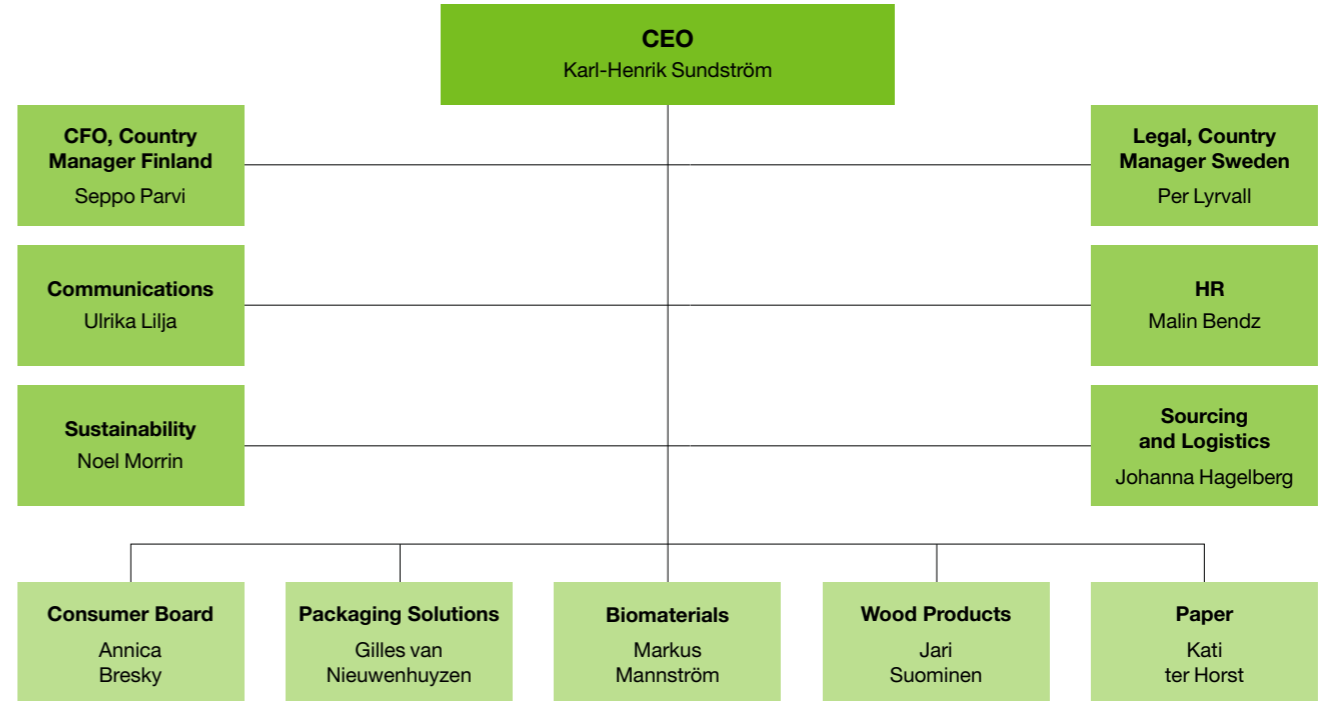 CEO
Karl-Henrik Sundström
CFO, Country
Manager Finland
Seppo Parvi
Legal, Country
Manager Sweden
Per Lyrvall
Communications
Ulrika Lilja
HR
Malin Bendz
Sustainability
Noel Morrin
Sourcing
and Logistics
Johanna Hagelberg
Consumer Board
Annica
Bresky
Packaging Solutions
Gilles van
Nieuwenhuyzen
Biomaterials
Markus
Mannström
Wood Products
Jari
Suominen
Paper
Kati
ter Horst